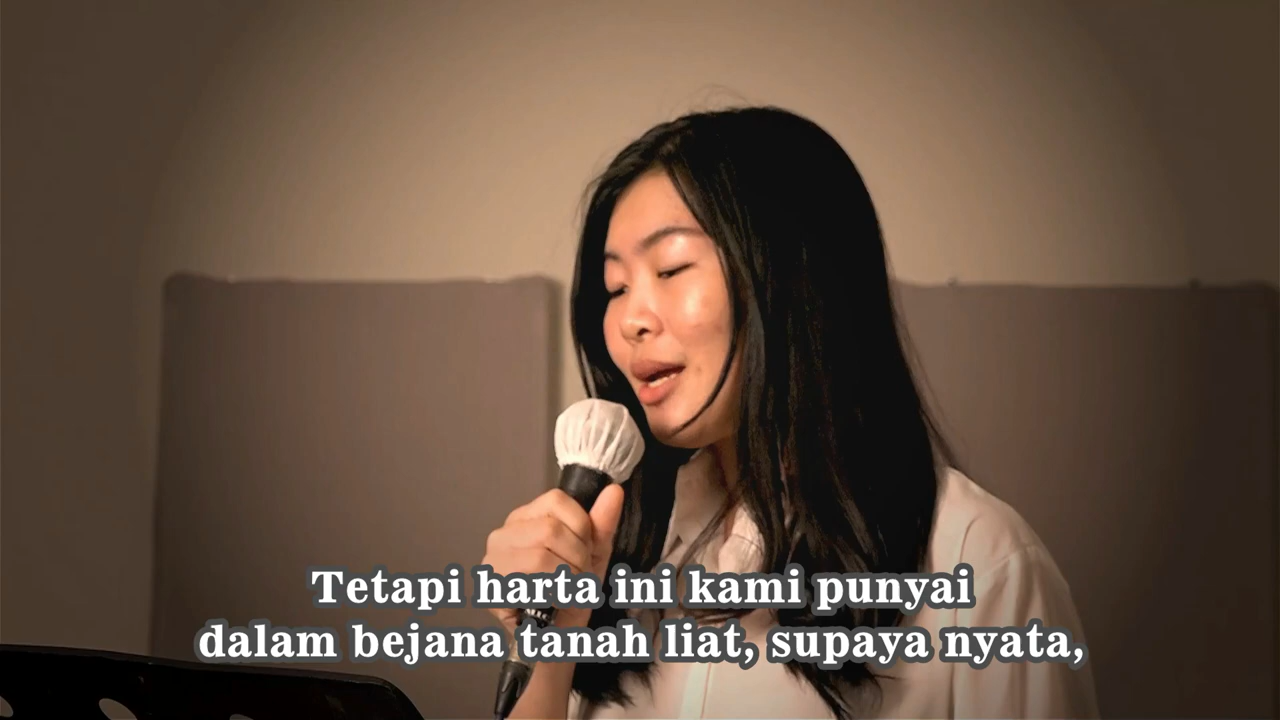 Tetapi harta ini kami punyai
dalam bejana tanah liat, supaya nyata,